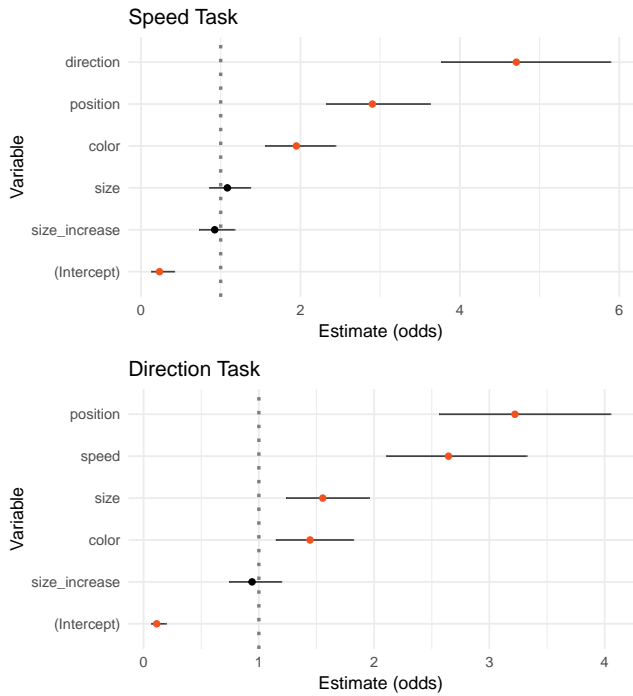 Speed Task
Variable
direction
position
color
size
size_increase
(Intercept)
0 2 4 6
Estimate (odds)
Direction Task
Variable
position
speed
size
color
size_increase
(Intercept)
0 1 2 3 4
Estimate (odds)